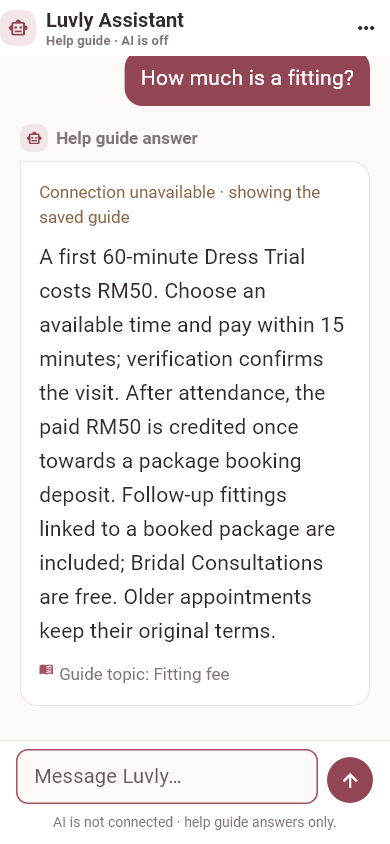 Luvly Assistant
Help guide · AI is off
How much is a fitting?
Help guide answer
Connection unavailable · showing the
saved guide
A first 60-minute Dress Trial
costs RM50. Choose an
available time and pay within 15
minutes; verification confirms
the visit. After attendance, the
paid RM50 is credited once
towards a package booking
deposit. Follow-up fittings
linked to a booked package are
included; Bridal Consultations
are free. Older appointments
keep their original terms.
Guide topic: Fitting fee
Message Luvly…
AI is not connected · help guide answers only.